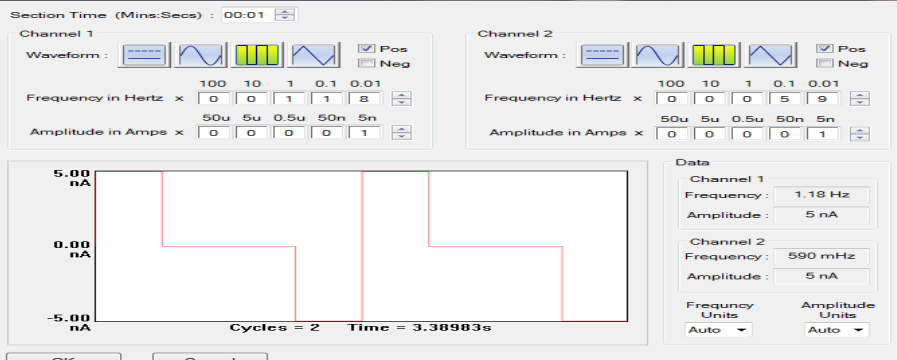 Section Time (Mins:Secs) : 00:01
Channel 1
Waveform :
Pos
Neg
100 10 1 0.1 0.01
Frequency in Hertz x 0 0 1 1 8
50u 5u 0.5u 50n 5n
Amplitude in Amps x 0 0 0 0 1
Channel 2
Waveform :
Pos
Neg
100 10 1 0.1 0.01
Frequency in Hertz x 0 0 0 5 9
50u 5u 0.5u 50n 5n
Amplitude in Amps x 0 0 0 0 1
5.00
nA
0.00
nA
-5.00
nA
Cycles = 2 Time = 3.38983s
Data
Channel 1
Frequency : 1.18 Hz
Amplitude : 5 nA
Channel 2
Frequency : 590 mHz
Amplitude : 5 nA
Frequncy Units
Auto
Amplitude Units
Auto